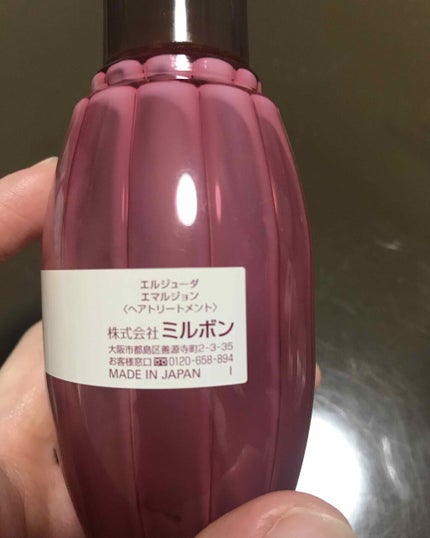 エルジューダ
エマルジョン
〈ヘアトリートメント〉
株式会社 ミルボン
大阪市都島区善源寺町2-3-35
お客様窓口 0120-658-894
MADE IN JAPAN I